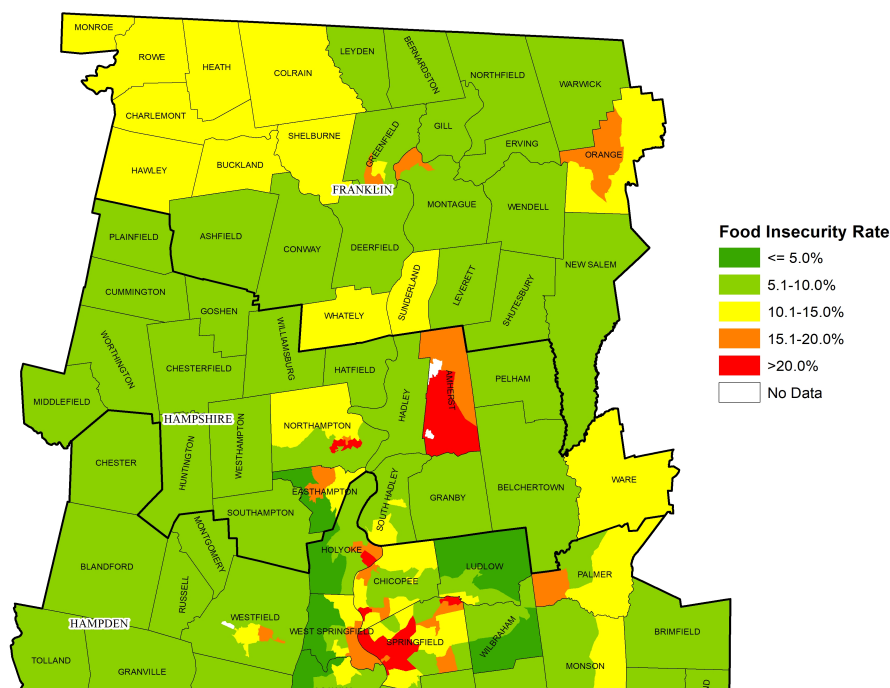 MONROE
ROWE
HEATH
COLRAIN
LEYDEN
BERNARDSTON
NORTHFIELD
WARWICK
CHARLEMONT
SHELBURNE
GREENFIELD
GILL
ERVING
ORANGE
HAWLEY
BUCKLAND
FRANKLIN
MONTAGUE
WENDELL
PLAINFIELD
ASHFIELD
CONWAY
DEERFIELD
NEW SALEM
CUMMINGTON
GOSHEN
WHATELY
SUNDERLAND
LEVERETT
SHUTESBURY
WORTHINGTON
CHESTERFIELD
WILLIAMSBURG
HATFIELD
HADLEY
AMHERST
PELHAM
MIDDLEFIELD
HAMPSHIRE
NORTHAMPTON
CHESTER
HUNTINGTON
WESTHAMPTON
EASTHAMPTON
SOUTH HADLEY
GRANBY
BELCHERTOWN
WARE
SOUTHAMPTON
MONTGOMERY
HOLYOKE
BLANDFORD
RUSSELL
CHICOPEE
LUDLOW
PALMER
HAMPDEN
WESTFIELD
WEST SPRINGFIELD
SPRINGFIELD
WILBRAHAM
BRIMFIELD
TOLLAND
GRANVILLE
MONSON
ND
Food Insecurity Rate
<= 5.0%
5.1-10.0%
10.1-15.0%
15.1-20.0%
>20.0%
No Data